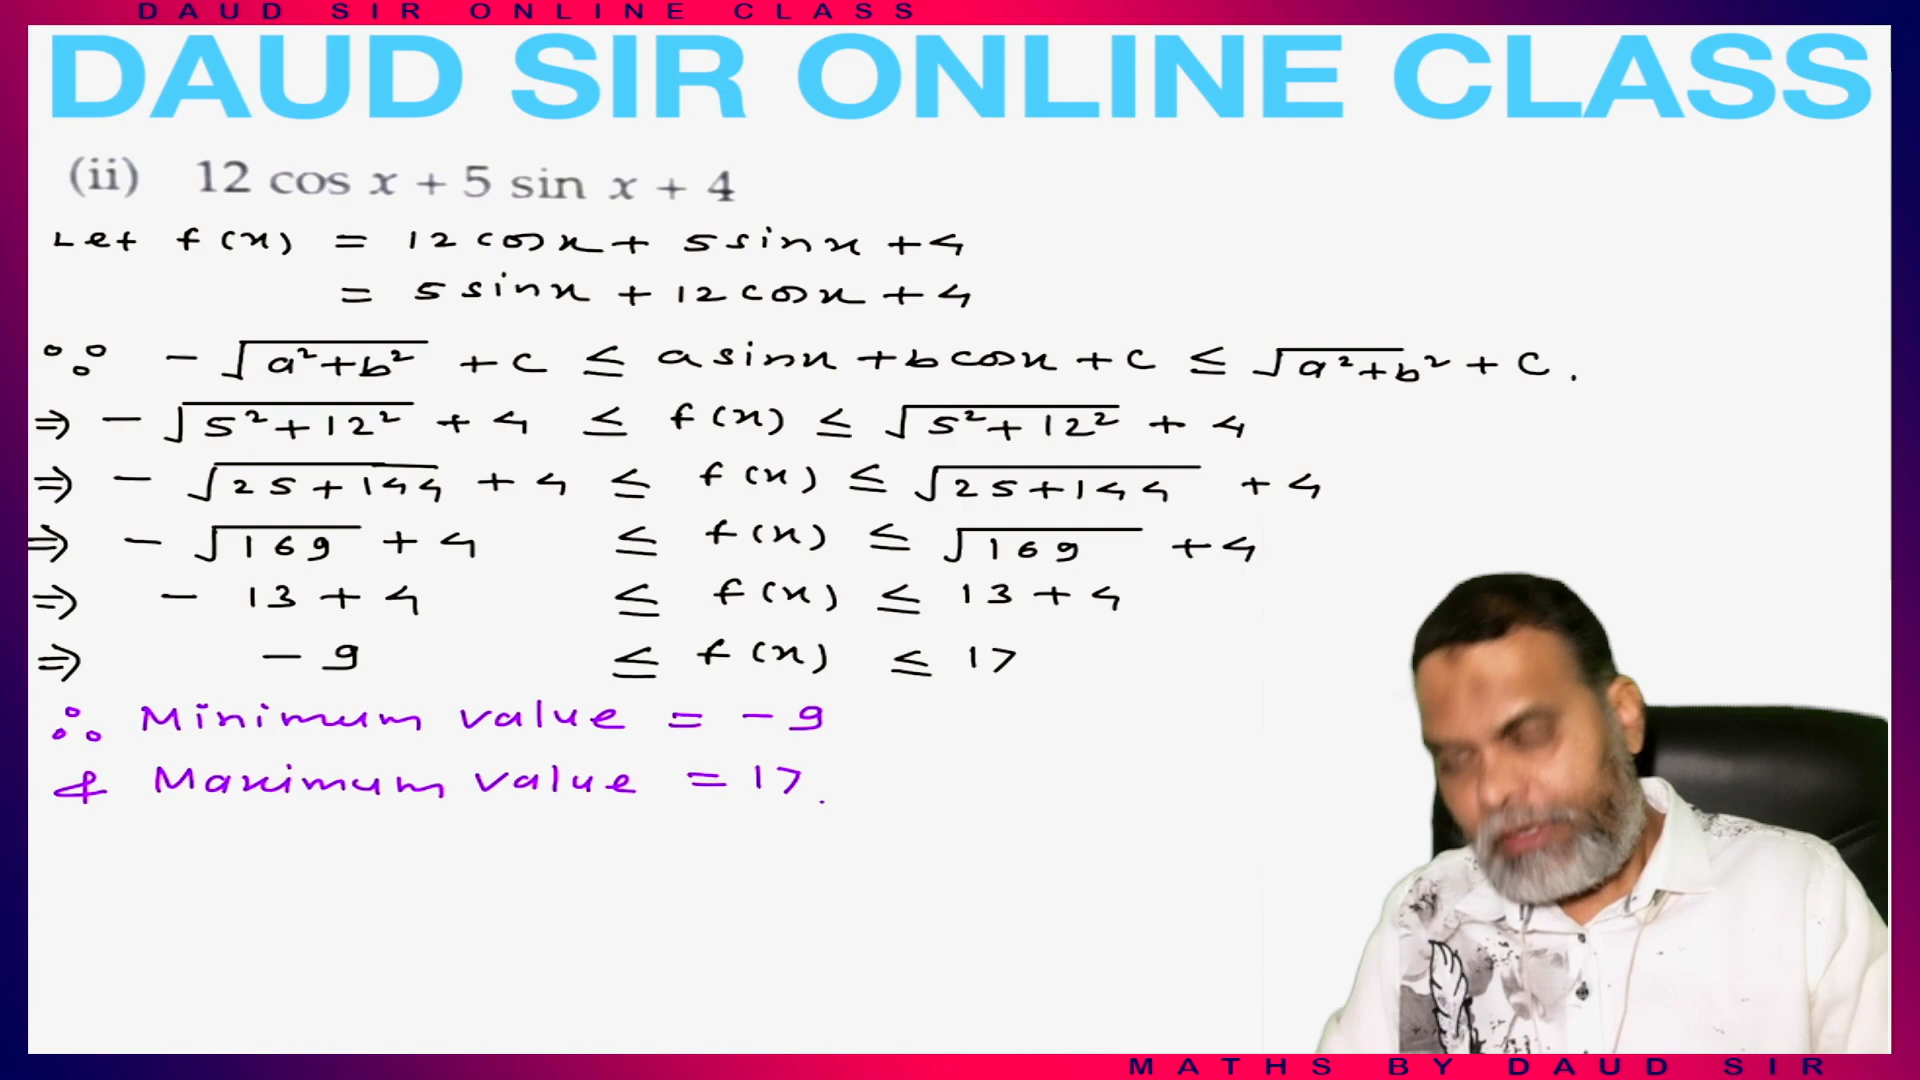 DAUD SIR ONLINE CLASS
DAUD SIR ONLINE CLASS
(ii) 12 cos x + 5 sin x + 4
Let f(x) = 12 cos x + 5 sin x + 4
= 5 sin x + 12 cos x + 4
∵ -√(a²+b²) + c ≤ a sin x + b cos x + c ≤ √(a²+b²) + c.
⇒ -√(5²+12²) + 4 ≤ f(x) ≤ √(5²+12²) + 4
⇒ -√(25+144) + 4 ≤ f(x) ≤ √(25+144) + 4
⇒ -√169 + 4 ≤ f(x) ≤ √169 + 4
⇒ -13 + 4 ≤ f(x) ≤ 13 + 4
⇒ -9 ≤ f(x) ≤ 17
∴ Minimum value = -9
& Maximum value = 17.
MATHS BY DAUD SIR